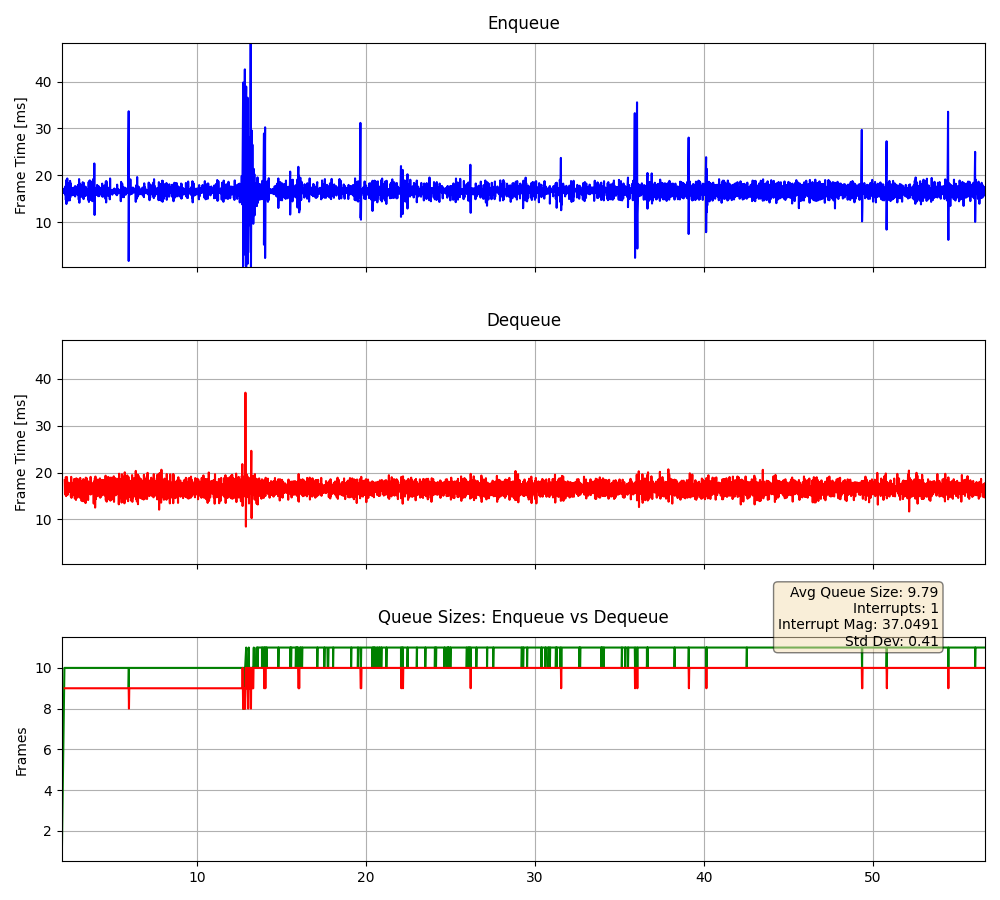 Enqueue
Frame Time [ms]
40
30
20
10
Dequeue
Frame Time [ms]
40
30
20
10
Avg Queue Size: 9.79
Interrupts: 1
Interrupt Mag: 37.0491
Std Dev: 0.41
Queue Sizes: Enqueue vs Dequeue
Frames
10
8
6
4
2
10 20 30 40 50